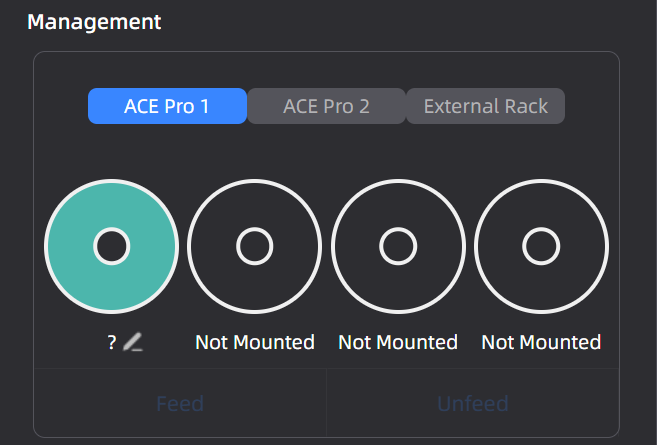 Management
ACE Pro 1 ACE Pro 2 External Rack
? Not Mounted Not Mounted Not Mounted
Feed Unfeed